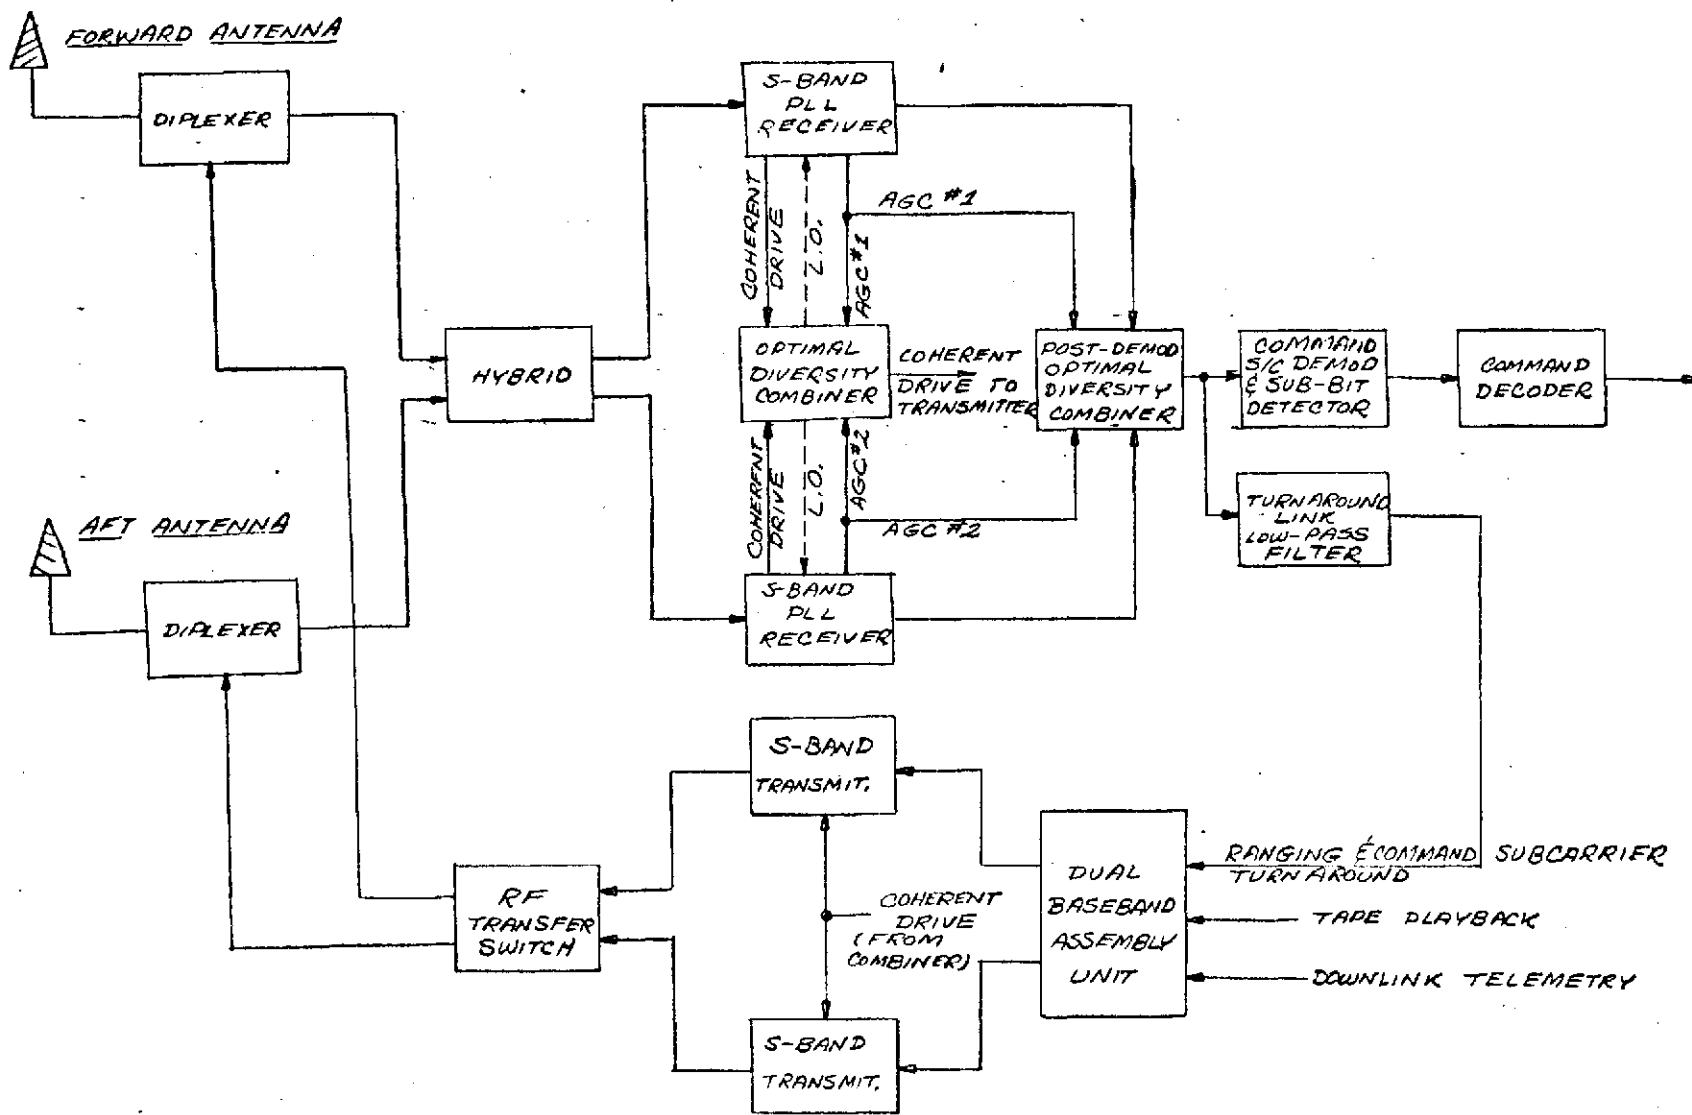 FORWARD ANTENNA
DIPLEXER
S-BAND
PLL
RECEIVER
COHERENT
DRIVE
L.O.
AGC #1
AGC #1
HYBRID
OPTIMAL
DIVERSITY
COMBINER
COHERENT
DRIVE TO
TRANSMITTER
POST-DEMOD
OPTIMAL
DIVERSITY
COMBINER
COMMAND
S/C DEMOD
& SUB-BIT
DETECTOR
COMMAND
DECODER
COHERENT
DRIVE
L.O.
AGC #2
AGC #2
TURNAROUND
LINK
LOW-PASS
FILTER
AFT ANTENNA
DIPLEXER
S-BAND
PLL
RECEIVER
S-BAND
TRANSMIT.
RF
TRANSFER
SWITCH
COHERENT
DRIVE
(FROM
COMBINER)
DUAL
BASEBAND
ASSEMBLY
UNIT
RANGING & COMMAND SUBCARRIER
TURNAROUND
TAPE PLAYBACK
DOWNLINK TELEMETRY
S-BAND
TRANSMIT.